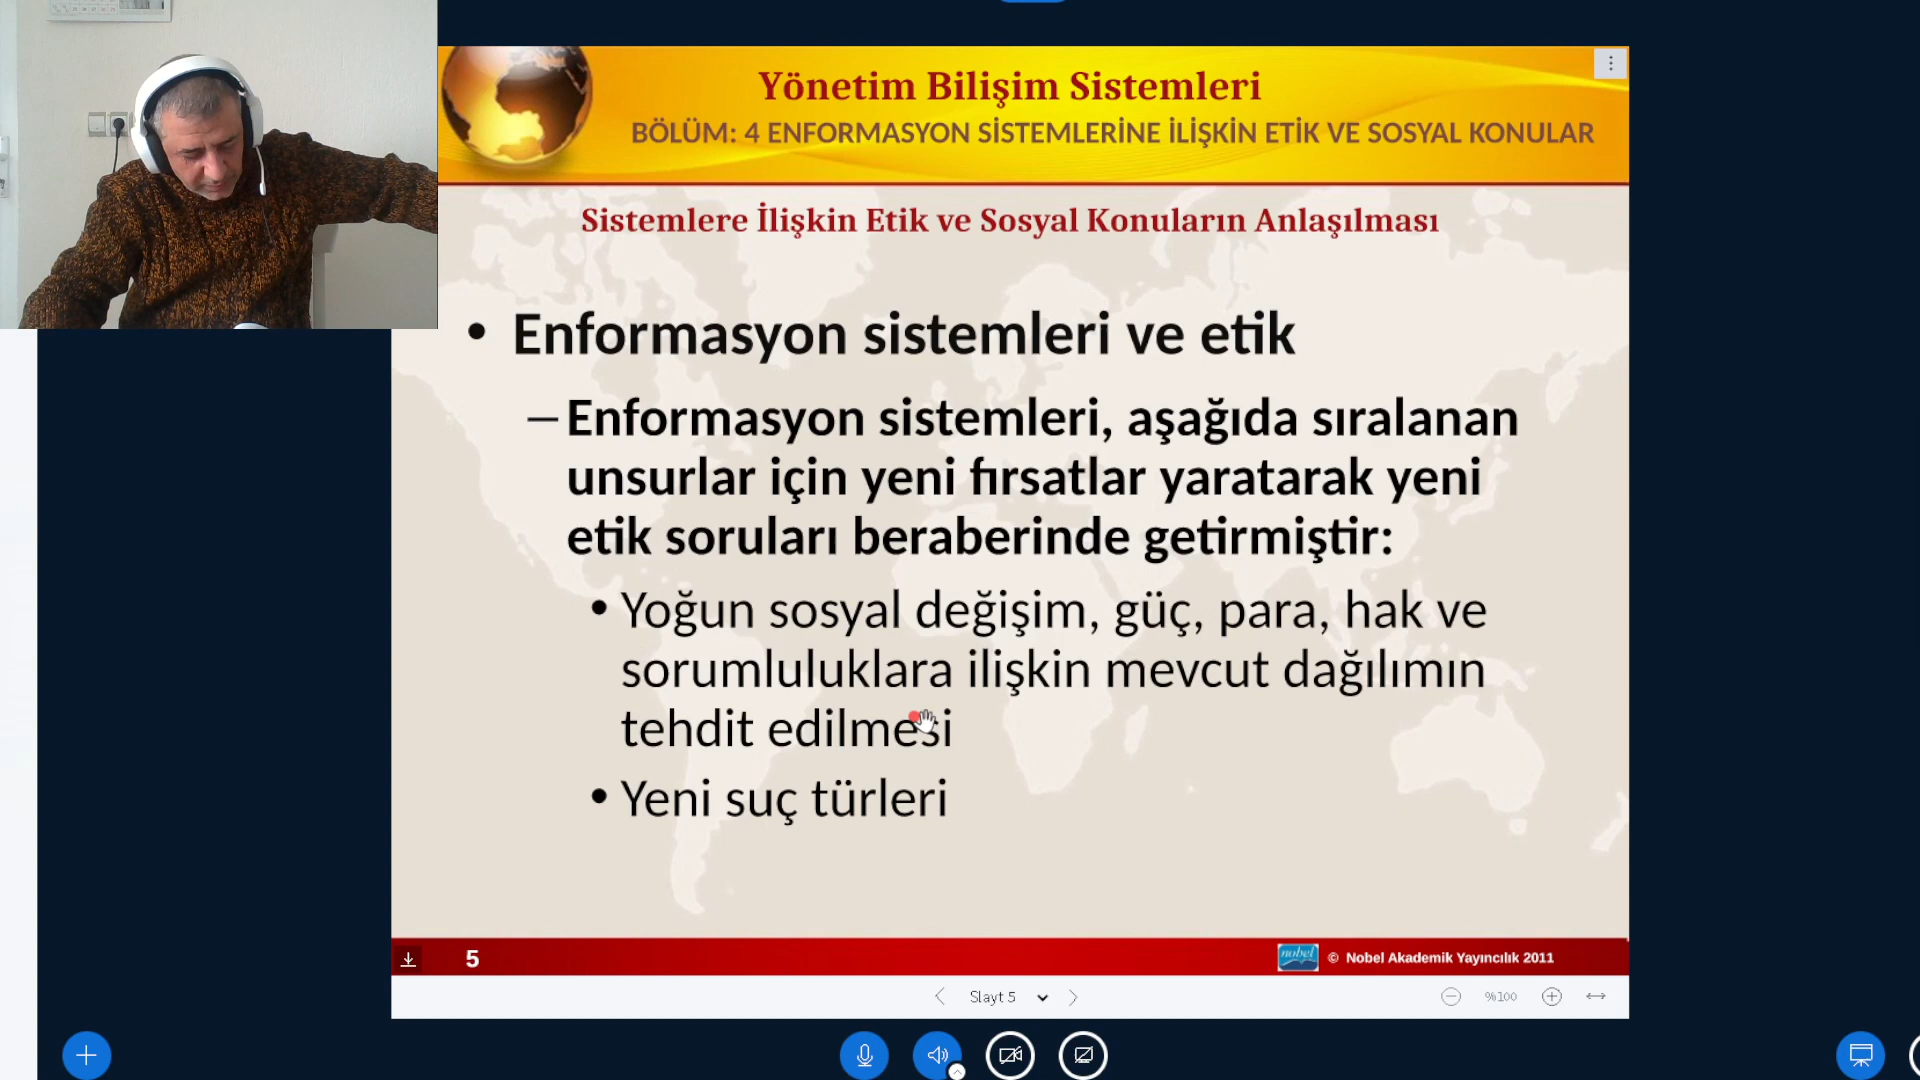 Yönetim Bilişim Sistemleri
BÖLÜM: 4 ENFORMASYON SİSTEMLERİNE İLİŞKİN ETİK VE SOSYAL KONULAR
Sistemlere İlişkin Etik ve Sosyal Konuların Anlaşılması
• Enformasyon sistemleri ve etik
– Enformasyon sistemleri, aşağıda sıralanan
unsurlar için yeni fırsatlar yaratarak yeni
etik soruları beraberinde getirmiştir:
• Yoğun sosyal değişim, güç, para, hak ve
sorumluluklara ilişkin mevcut dağılımın
tehdit edilmesi
• Yeni suç türleri
5
nobel
© Nobel Akademik Yayıncılık 2011
Slayt 5
%100